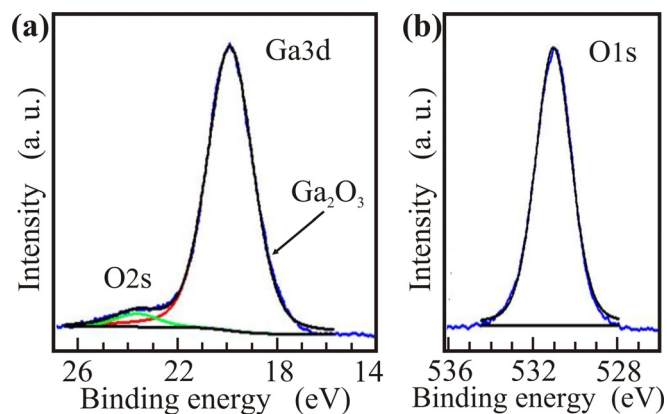 (a)
Ga3d
Ga₂O₃
O2s
Intensity (a. u.)
26 22 18 14
Binding energy (eV)
(b)
O1s
Intensity (a. u.)
536 532 528
Binding energy (eV)